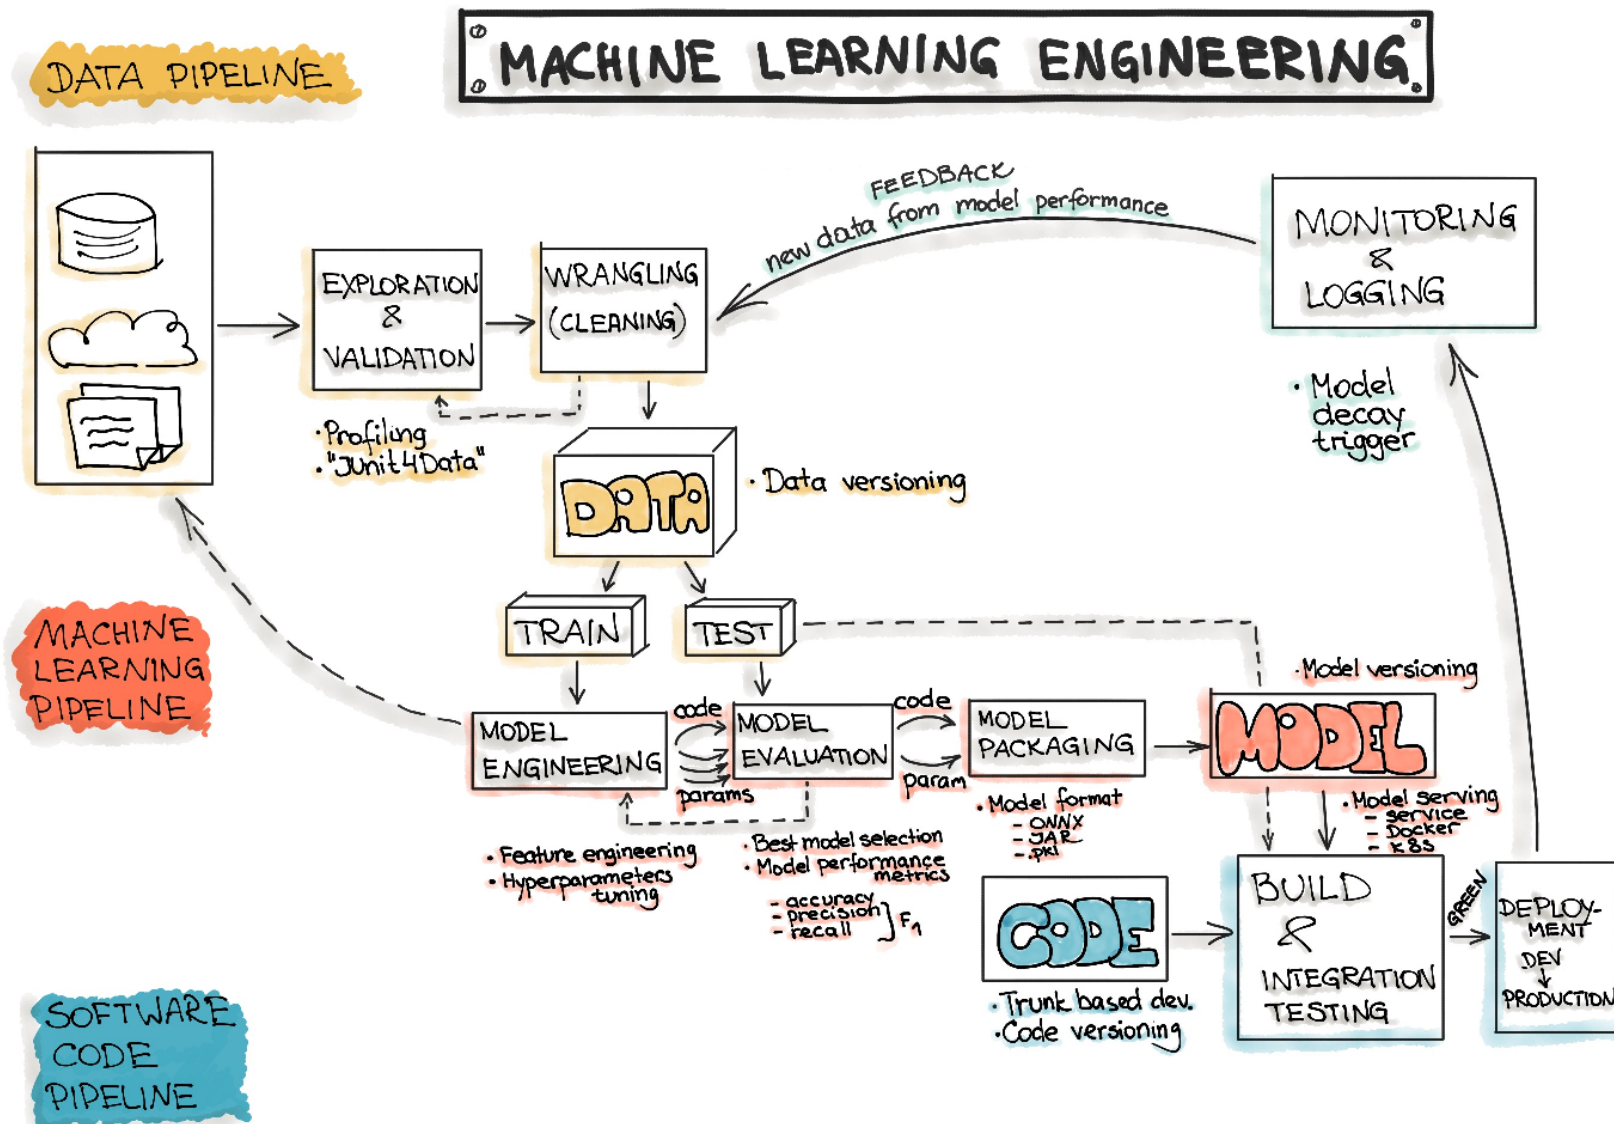 DATA PIPELINE
MACHINE LEARNING ENGINEERING
FEEDBACK
new data from model performance
MONITORING
&
LOGGING
EXPLORATION
&
VALIDATION
WRANGLING
(CLEANING)
· Model
decay
trigger
· Profiling
· "JUnit4Data"
DATA
· Data versioning
TRAIN
TEST
MACHINE
LEARNING
PIPELINE
· Model versioning
MODEL
ENGINEERING
code
params
MODEL
EVALUATION
code
param
MODEL
PACKAGING
MODEL
· Model format
- ONNX
- JAR
- .pkl
· Model serving
- service
- Docker
- K8S
· Feature engineering
· Hyperparameters
tuning
· Best model selection
· Model performance
metrics
- accuracy
- precision
- recall
F1
CODE
· Trunk based dev.
· Code versioning
BUILD
&
INTEGRATION
TESTING
GREEN
DEPLOY-
MENT
DEV
PRODUCTION
SOFTWARE
CODE
PIPELINE